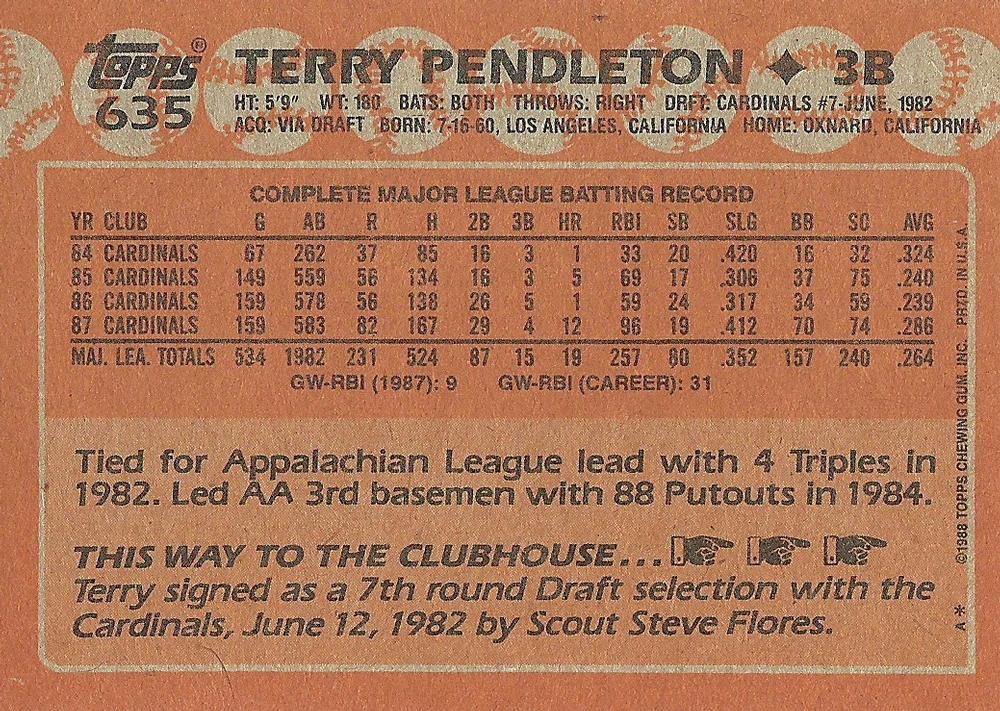 topps® TERRY PENDLETON ✦ 3B
635 HT: 5'9" WT: 180 BATS: BOTH THROWS: RIGHT DRFT: CARDINALS #7-JUNE, 1982
ACQ: VIA DRAFT BORN: 7-16-60, LOS ANGELES, CALIFORNIA HOME: OXNARD, CALIFORNIA
COMPLETE MAJOR LEAGUE BATTING RECORD
YR CLUB G AB R H 2B 3B HR RBI SB SLG BB SO AVG
84 CARDINALS 67 262 37 85 16 3 1 33 20 .420 16 32 .324
85 CARDINALS 149 559 56 134 16 3 5 69 17 .306 37 75 .240
86 CARDINALS 159 578 56 138 26 5 1 59 24 .317 34 59 .239
87 CARDINALS 159 583 82 167 29 4 12 96 19 .412 70 74 .286
MAJ. LEA. TOTALS 534 1982 231 524 87 15 19 257 80 .352 157 240 .264
GW-RBI (1987): 9 GW-RBI (CAREER): 31
Tied for Appalachian League lead with 4 Triples in
1982. Led AA 3rd basemen with 88 Putouts in 1984.
THIS WAY TO THE CLUBHOUSE...
Terry signed as a 7th round Draft selection with the
Cardinals, June 12, 1982 by Scout Steve Flores.
A* ©1988 TOPPS CHEWING GUM, INC. PRTD. IN U.S.A.